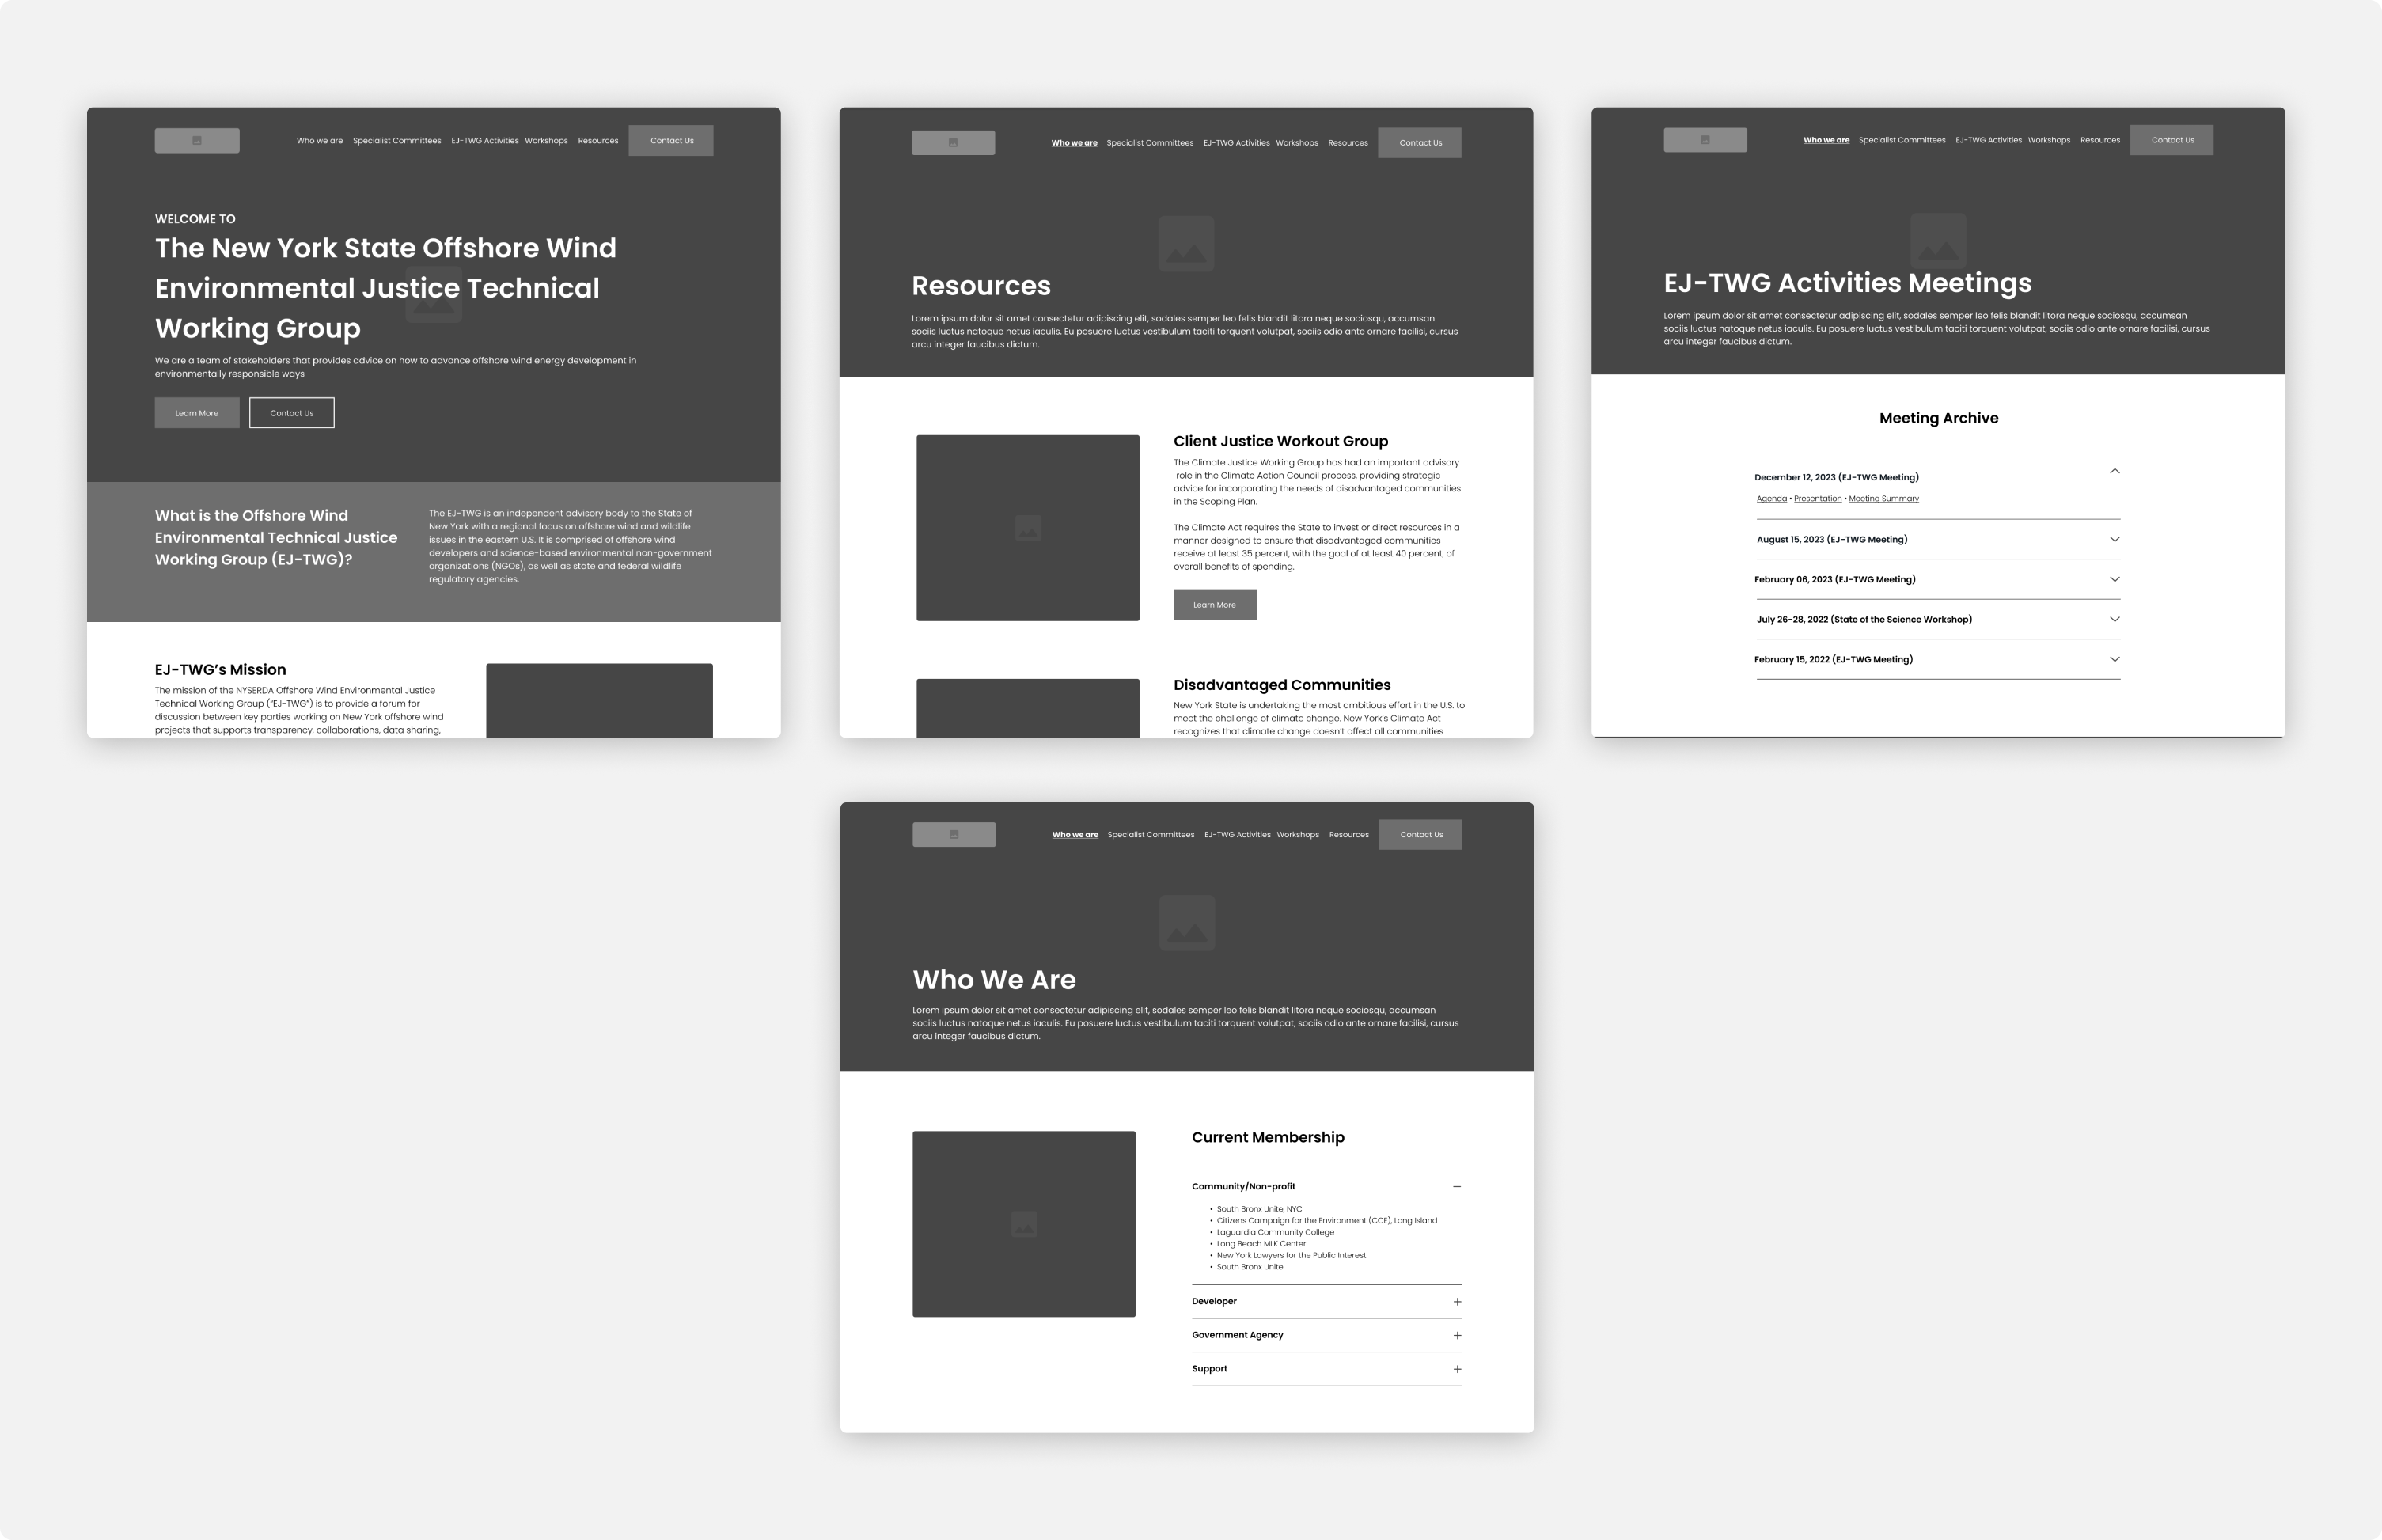 Who we are Specialist Committees EJ-TWG Activities Workshops Resources Contact Us
WELCOME TO
The New York State Offshore Wind
Environmental Justice Technical
Working Group
We are a team of stakeholders that provides advice on how to advance offshore wind energy development in
environmentally responsible ways
Learn More Contact Us
What is the Offshore Wind
Environmental Technical Justice
Working Group (EJ-TWG)?
The EJ-TWG is an independent advisory body to the State of
New York with a regional focus on offshore wind and wildlife
issues in the eastern U.S. It is comprised of offshore wind
developers and science-based environmental non-government
organizations (NGOs), as well as state and federal wildlife
regulatory agencies.
EJ-TWG's Mission
The mission of the NYSERDA Offshore Wind Environmental Justice
Technical Working Group ("EJ-TWG") is to provide a forum for
discussion between key parties working on New York offshore wind
projects that supports transparency, collaborations, data sharing,
Who we are Specialist Committees EJ-TWG Activities Workshops Resources Contact Us
Resources
Lorem ipsum dolor sit amet consectetur adipiscing elit, sodales semper leo felis blandit litora neque sociosqu, accumsan
sociis luctus natoque netus iaculis. Eu posuere luctus vestibulum taciti torquent volutpat, sociis odio ante ornare facilisi, cursus
arcu integer faucibus dictum.
Client Justice Workout Group
The Climate Justice Working Group has had an important advisory
role in the Climate Action Council process, providing strategic
advice for incorporating the needs of disadvantaged communities
in the Scoping Plan.
The Climate Act requires the State to invest or direct resources in a
manner designed to ensure that disadvantaged communities
receive at least 35 percent, with the goal of at least 40 percent, of
overall benefits of spending.
Learn More
Disadvantaged Communities
New York State is undertaking the most ambitious effort in the U.S. to
meet the challenge of climate change. New York's Climate Act
recognizes that climate change doesn't affect all communities
Who we are Specialist Committees EJ-TWG Activities Workshops Resources Contact Us
EJ-TWG Activities Meetings
Lorem ipsum dolor sit amet consectetur adipiscing elit, sodales semper leo felis blandit litora neque sociosqu, accumsan
sociis luctus natoque netus iaculis. Eu posuere luctus vestibulum taciti torquent volutpat, sociis odio ante ornare facilisi, cursus
arcu integer faucibus dictum.
Meeting Archive
December 12, 2023 (EJ-TWG Meeting)
Agenda • Presentation • Meeting Summary
August 15, 2023 (EJ-TWG Meeting)
February 06, 2023 (EJ-TWG Meeting)
July 26-28, 2022 (State of the Science Workshop)
February 15, 2022 (EJ-TWG Meeting)
Who we are Specialist Committees EJ-TWG Activities Workshops Resources Contact Us
Who We Are
Lorem ipsum dolor sit amet consectetur adipiscing elit, sodales semper leo felis blandit litora neque sociosqu, accumsan
sociis luctus natoque netus iaculis. Eu posuere luctus vestibulum taciti torquent volutpat, sociis odio ante ornare facilisi, cursus
arcu integer faucibus dictum.
Current Membership
Community/Non-profit
• South Bronx Unite, NYC
• Citizens Campaign for the Environment (CCE), Long Island
• Laguardia Community College
• Long Beach MLK Center
• New York Lawyers for the Public Interest
• South Bronx Unite
Developer
Government Agency
Support